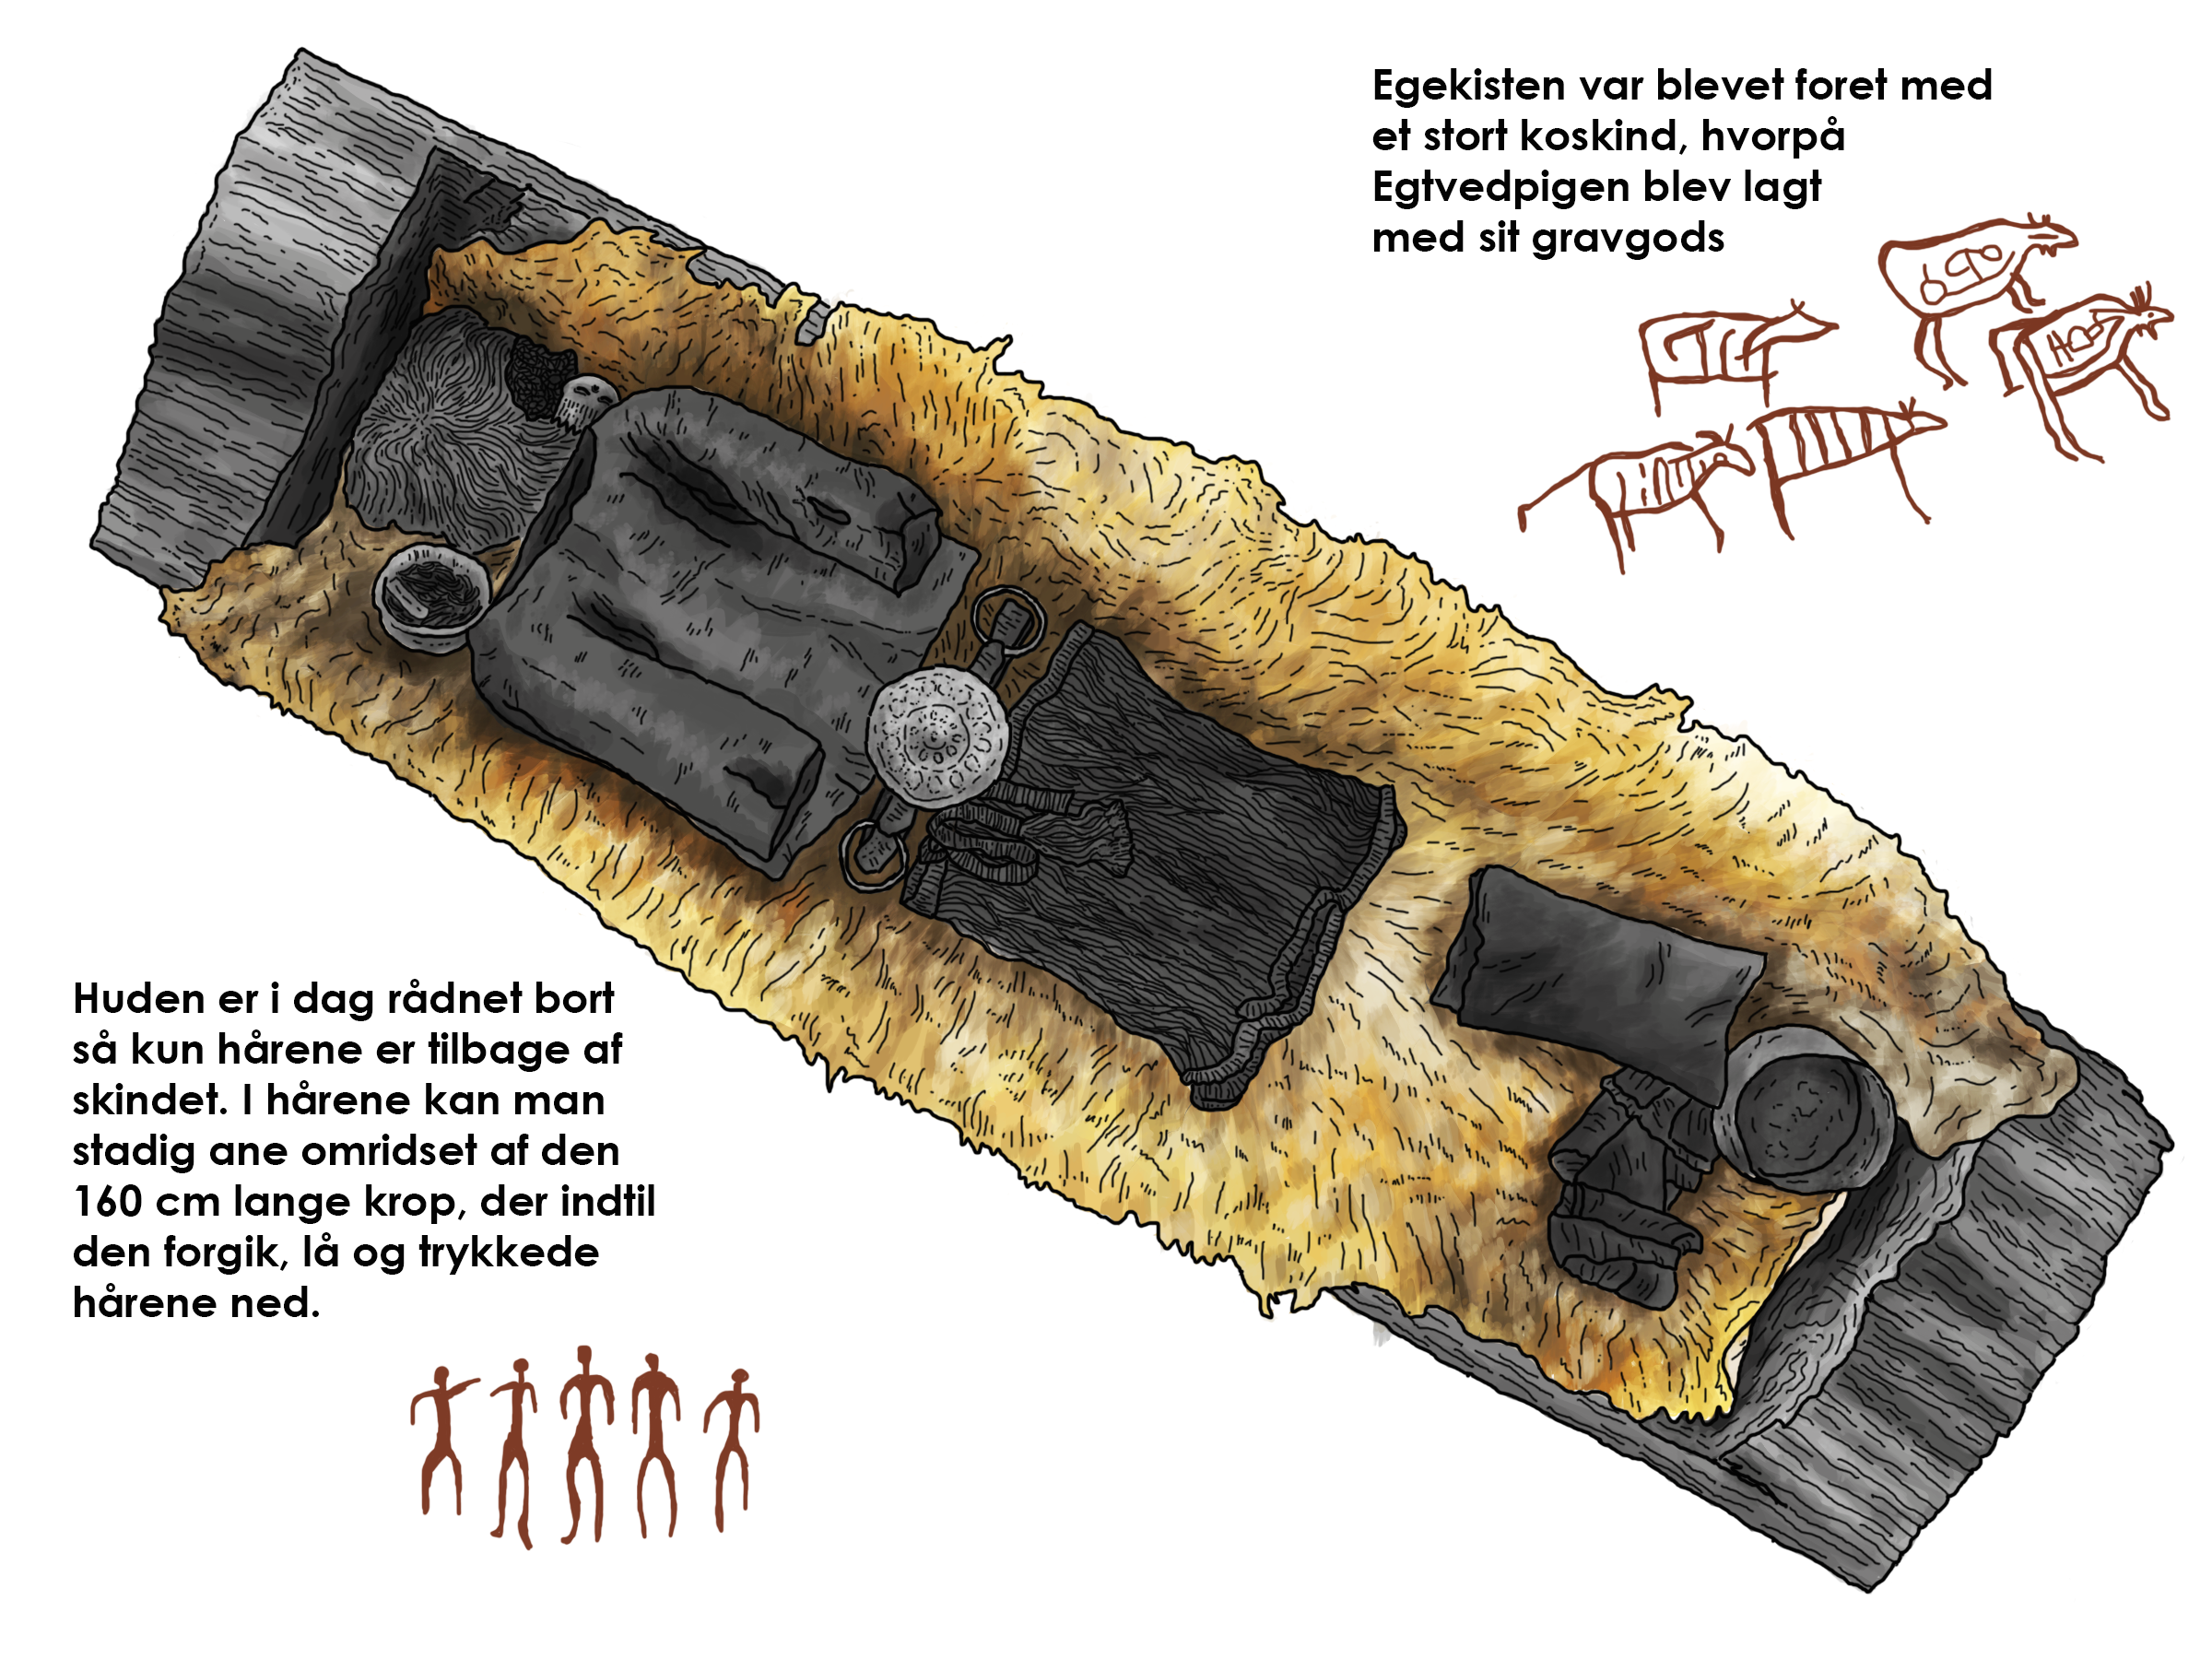 Egekisten var blevet foret med
et stort koskind, hvorpå
Egtvedpigen blev lagt
med sit gravgods
Huden er i dag rådnet bort
så kun hårene er tilbage af
skindet. I hårene kan man
stadig ane omridset af den
160 cm lange krop, der indtil
den forgik, lå og trykkede
hårene ned.